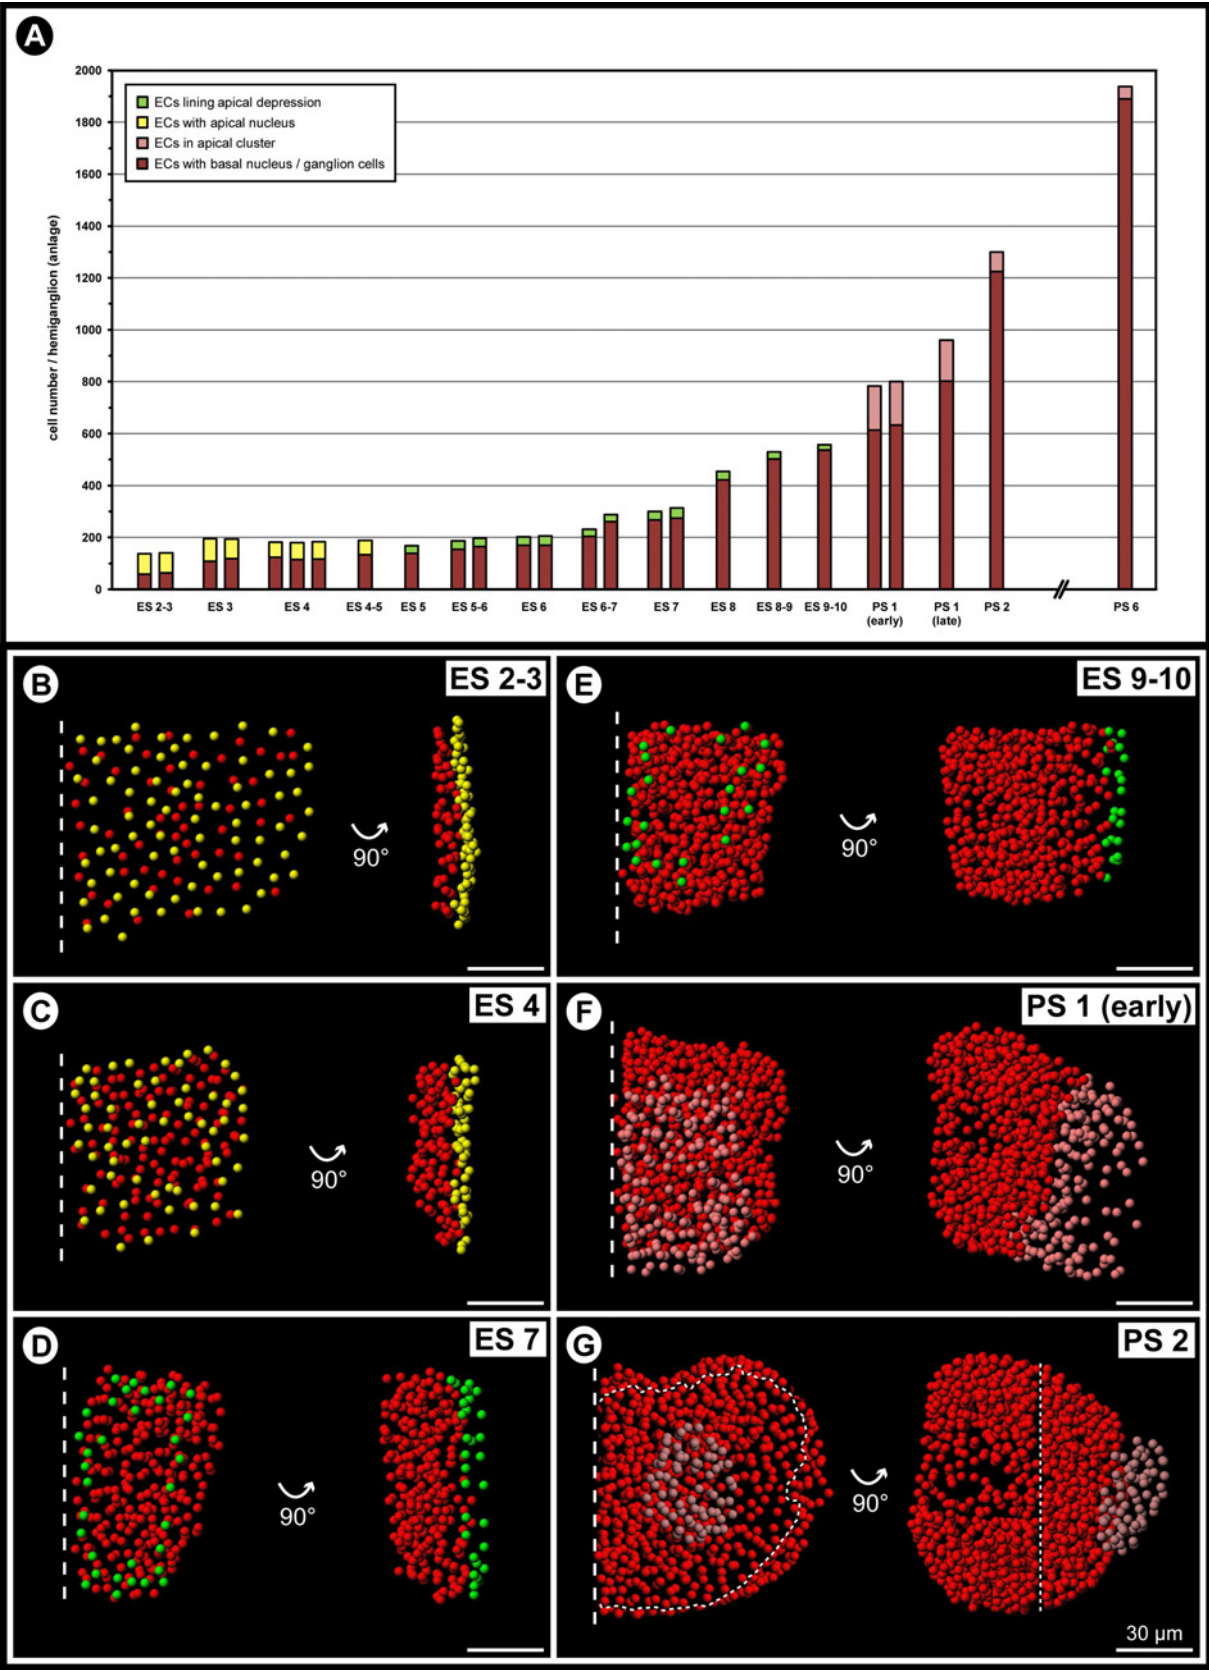 A
2000
1800
1600
1400
1200
1000
800
600
400
200
0
cell number / hemiganglion (anlage)
ECs lining apical depression
ECs with apical nucleus
ECs in apical cluster
ECs with basal nucleus / ganglion cells
ES 2-3 ES 3 ES 4 ES 4-5 ES 5 ES 5-6 ES 6 ES 6-7 ES 7 ES 8 ES 8-9 ES 9-10 PS 1 PS 1 PS 2 PS 6
(early) (late)
B ES 2-3
90°
E ES 9-10
90°
C ES 4
90°
F PS 1 (early)
90°
D ES 7
90°
G PS 2
90°
30 µm